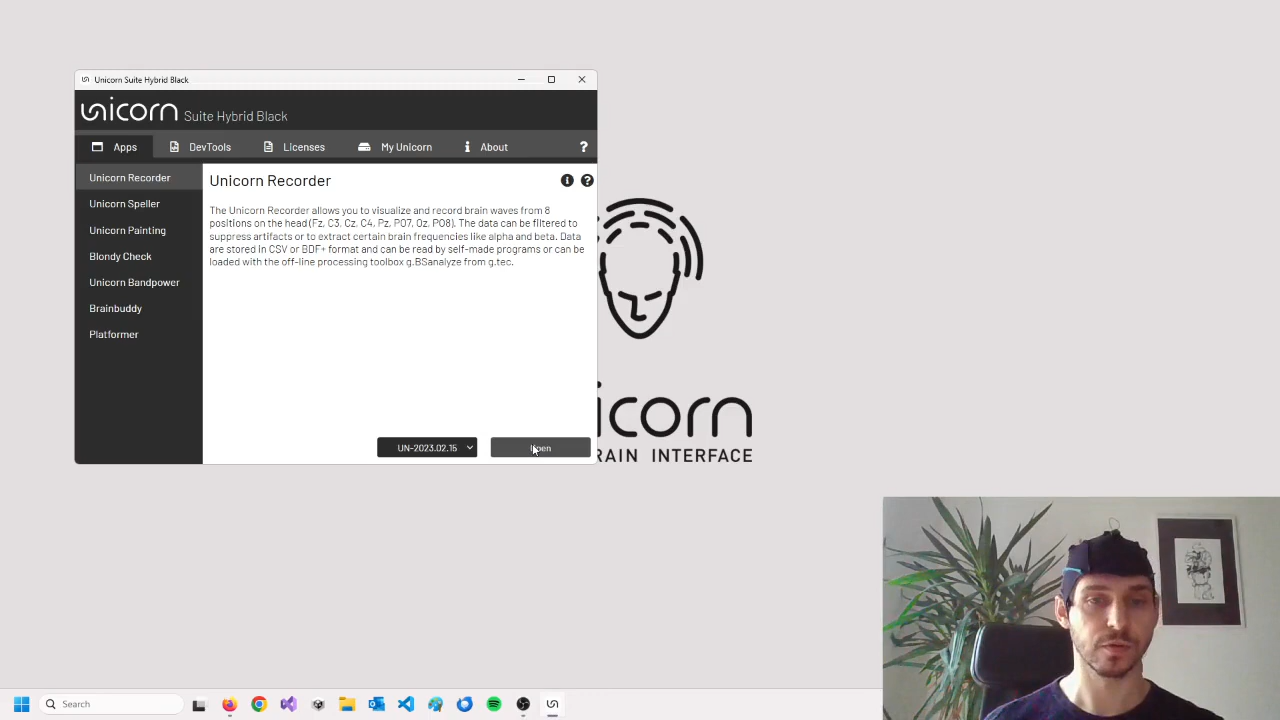 Unicorn Suite Hybrid Black
unicorn Suite Hybrid Black
Apps
DevTools
Licenses
My Unicorn
About
?
Unicorn Recorder
Unicorn Speller
Unicorn Painting
Blondy Check
Unicorn Bandpower
Brainbuddy
Platformer
Unicorn Recorder
The Unicorn Recorder allows you to visualize and record brain waves from 8
positions on the head (Fz, C3, Cz, C4, Pz, PO7, Oz, PO8). The data can be filtered to
suppress artifacts or to extract certain brain frequencies like alpha and beta. Data
are stored in CSV or BDF+ format and can be read by self-made programs or can be
loaded with the off-line processing toolbox g.BSanalyze from g.tec.
UN-2023.02.15
Open
icorn
RAIN INTERFACE
Search